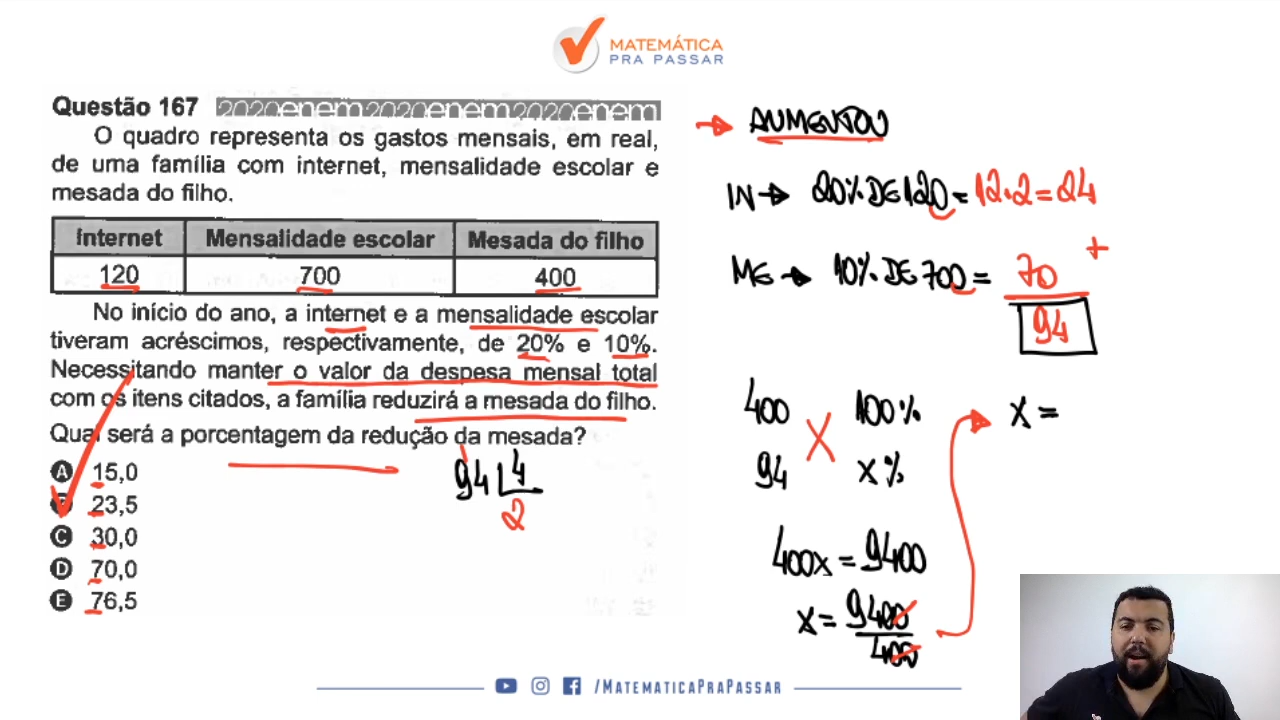 MATEMÁTICA
PRA PASSAR
Questão 167
2020enem2020enem2020enem
O quadro representa os gastos mensais, em real,
de uma família com internet, mensalidade escolar e
mesada do filho.
Internet Mensalidade escolar Mesada do filho
120 700 400
No início do ano, a internet e a mensalidade escolar
tiveram acréscimos, respectivamente, de 20% e 10%.
Necessitando manter o valor da despesa mensal total
com os itens citados, a família reduzirá a mesada do filho.
Qual será a porcentagem da redução da mesada?
A 15,0
23,5
C 30,0
D 70,0
E 76,5
94 4
2
AUMENTOU
IN → 20% DE 120 = 12·2 = 24
+
ME → 10% DE 700 = 70
94
400 100%
94 X%
400X = 9400
X = 9400
400
X =
/MATEMATICAPRAPASSAR